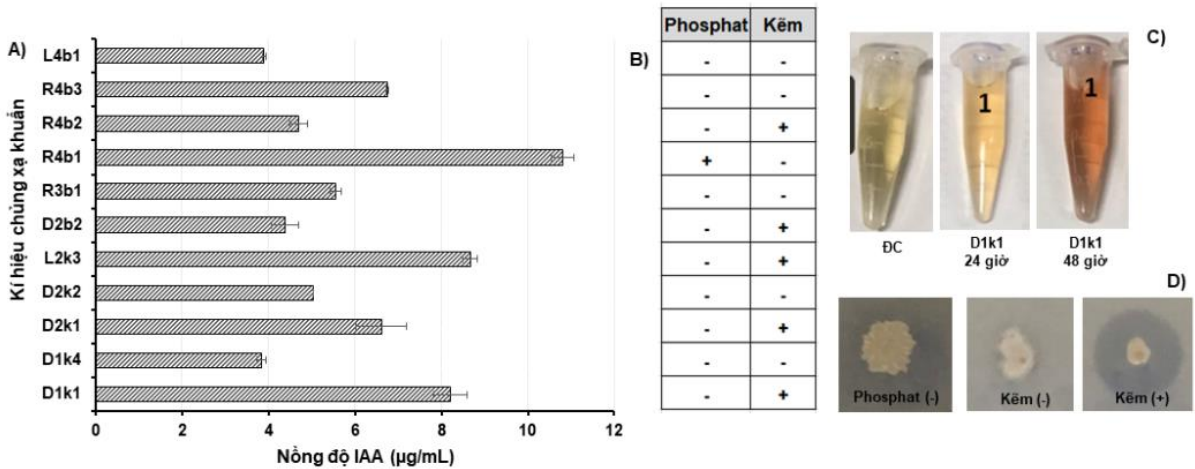 A)
Kí hiệu chủng xạ khuẩn
L4b1
R4b3
R4b2
R4b1
R3b1
D2b2
L2k3
D2k2
D2k1
D1k4
D1k1
0 2 4 6 8 10 12
Nồng độ IAA (µg/mL)
B)
Phosphat Kẽm
- -
- -
- +
+ -
- -
- +
- +
- -
- +
- -
- +
C)
1 1
ĐC D1k1 D1k1
24 giờ 48 giờ
D)
Phosphat (-) Kẽm (-) Kẽm (+)